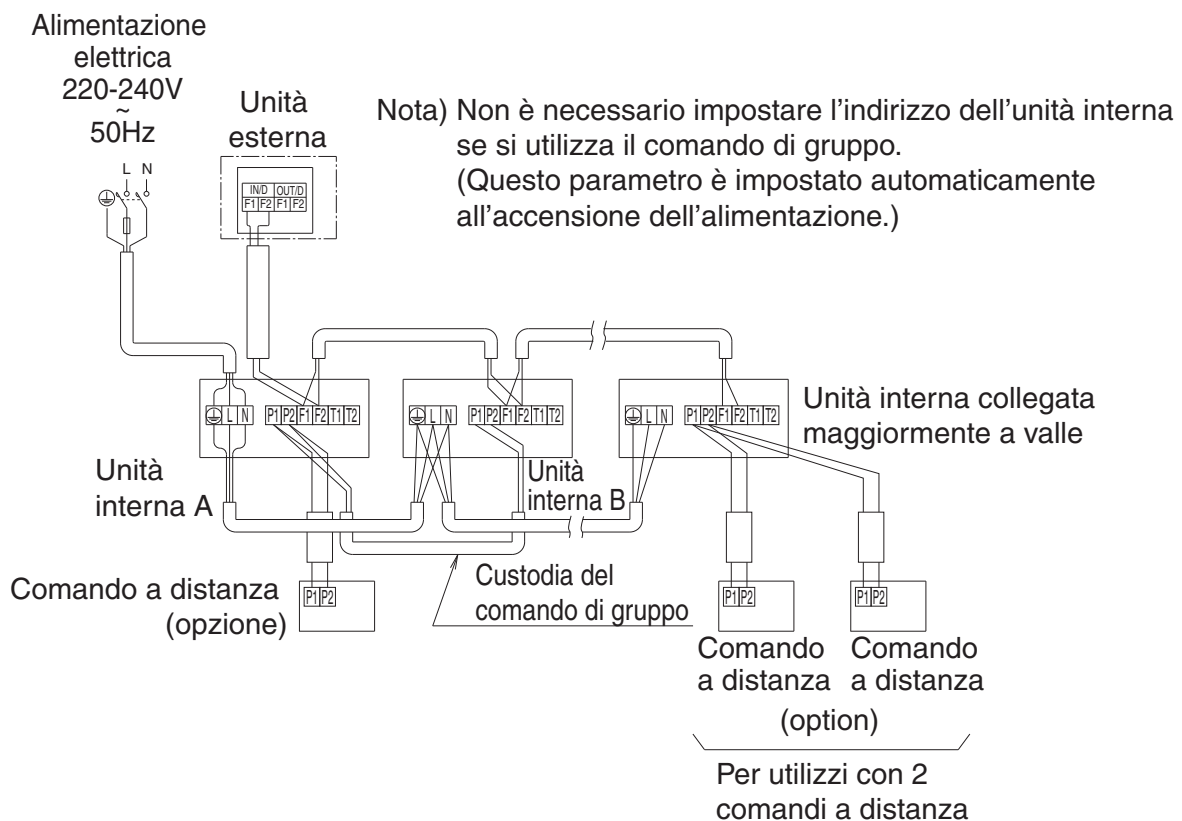 Alimentazione
elettrica
220-240V
~
50Hz
L N
Unità
esterna
IN/D OUT/D
F1 F2 F1 F2
Nota) Non è necessario impostare l'indirizzo dell'unità interna
se si utilizza il comando di gruppo.
(Questo parametro è impostato automaticamente
all'accensione dell'alimentazione.)
L N P1 P2 F1 F2 T1 T2
L N P1 P2 F1 F2 T1 T2
L N P1 P2 F1 F2 T1 T2
Unità interna collegata
maggiormente a valle
Unità
interna A
Unità
interna B
Comando a distanza
(opzione)
P1 P2
Custodia del
comando di gruppo
P1 P2
P1 P2
Comando
a distanza
Comando
a distanza
(option)
Per utilizzi con 2
comandi a distanza